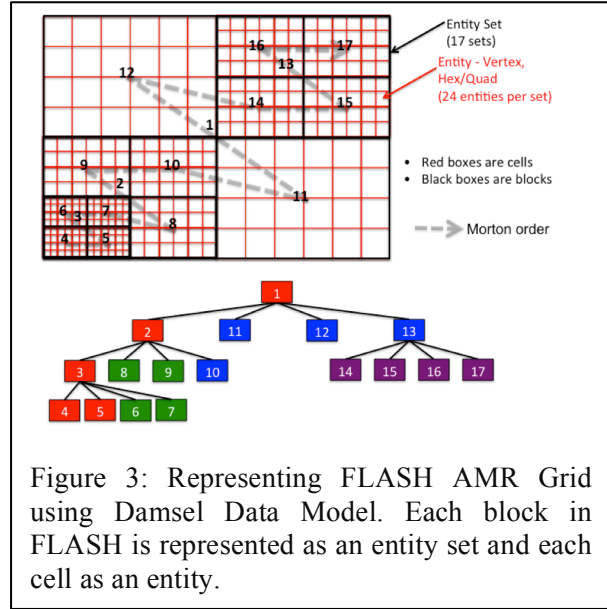 Entity Set
(17 sets)
Entity - Vertex,
Hex/Quad
(24 entities per set)
16 17
12 13
14 15
1
9 10
2 11
6 3 7 8
4 5
• Red boxes are cells
• Black boxes are blocks
Morton order
1
2 11 12 13
3 8 9 10 14 15 16 17
4 5 6 7
Figure 3: Representing FLASH AMR Grid
using Damsel Data Model. Each block in
FLASH is represented as an entity set and each
cell as an entity.